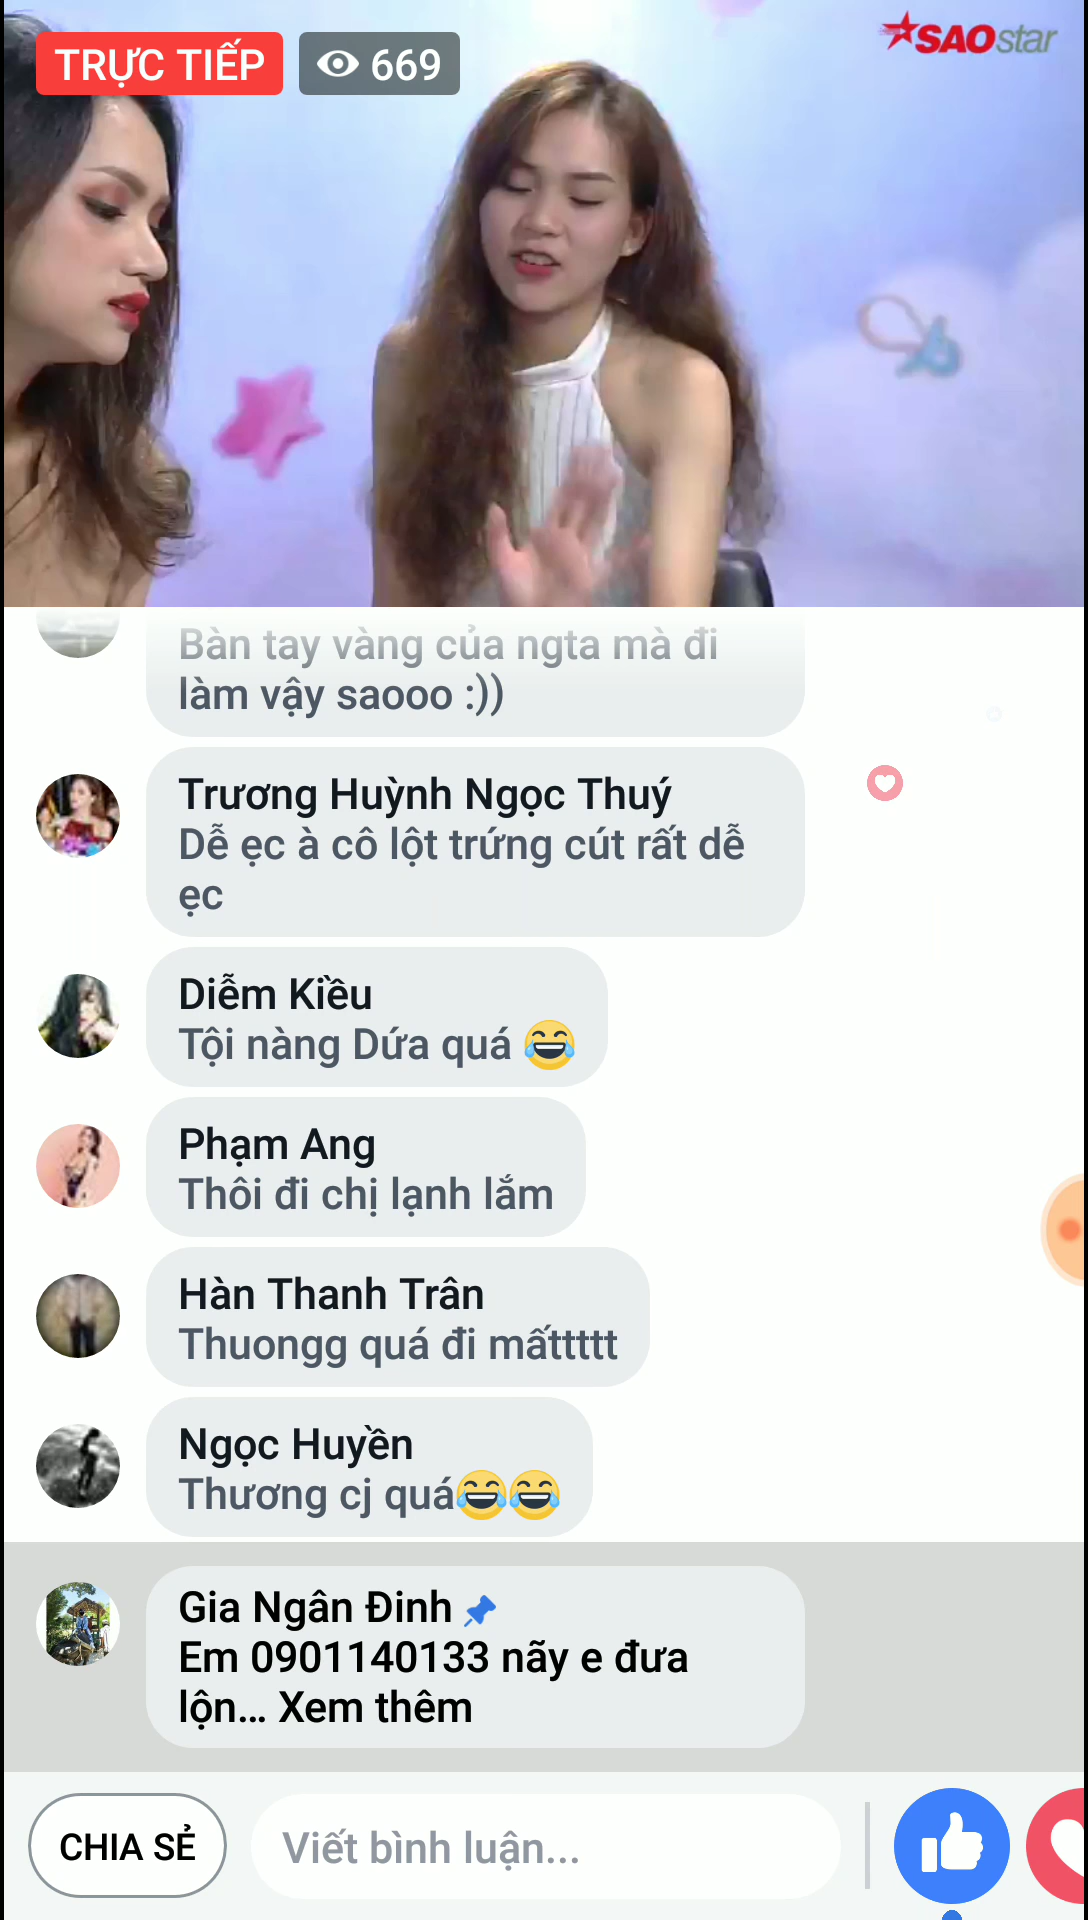 TRỰC TIẾP 669
SAOstar
Bàn tay vàng của ngta mà đi
làm vậy saooo :))
Trương Huỳnh Ngọc Thuý
Dễ ẹc à cô lột trứng cút rất dễ
ẹc
Diễm Kiều
Tội nàng Dứa quá 😂
Phạm Ang
Thôi đi chị lạnh lắm
Hàn Thanh Trân
Thuongg quá đi mấttttt
Ngọc Huyền
Thương cj quá😂😂
Gia Ngân Đinh
Em 0901140133 nãy e đưa
lộn... Xem thêm
CHIA SẺ
Viết bình luận...